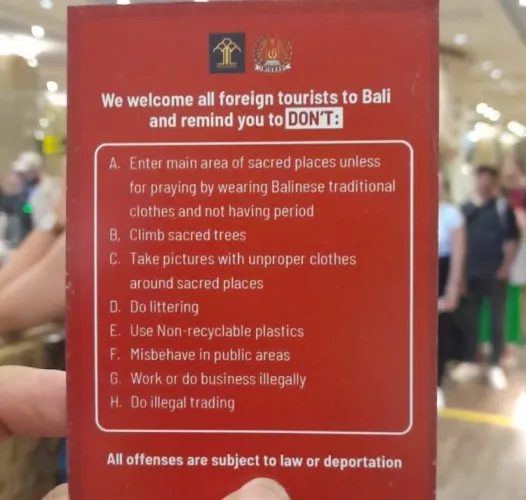 We welcome all foreign tourists to Bali
and remind you to DON'T:
A. Enter main area of sacred places unless
for praying by wearing Balinese traditional
clothes and not having period
B. Climb sacred trees
C. Take pictures with unproper clothes
around sacred places
D. Do littering
E. Use Non-recyclable plastics
F. Misbehave in public areas
G. Work or do business illegally
H. Do illegal trading
All offenses are subject to law or deportation